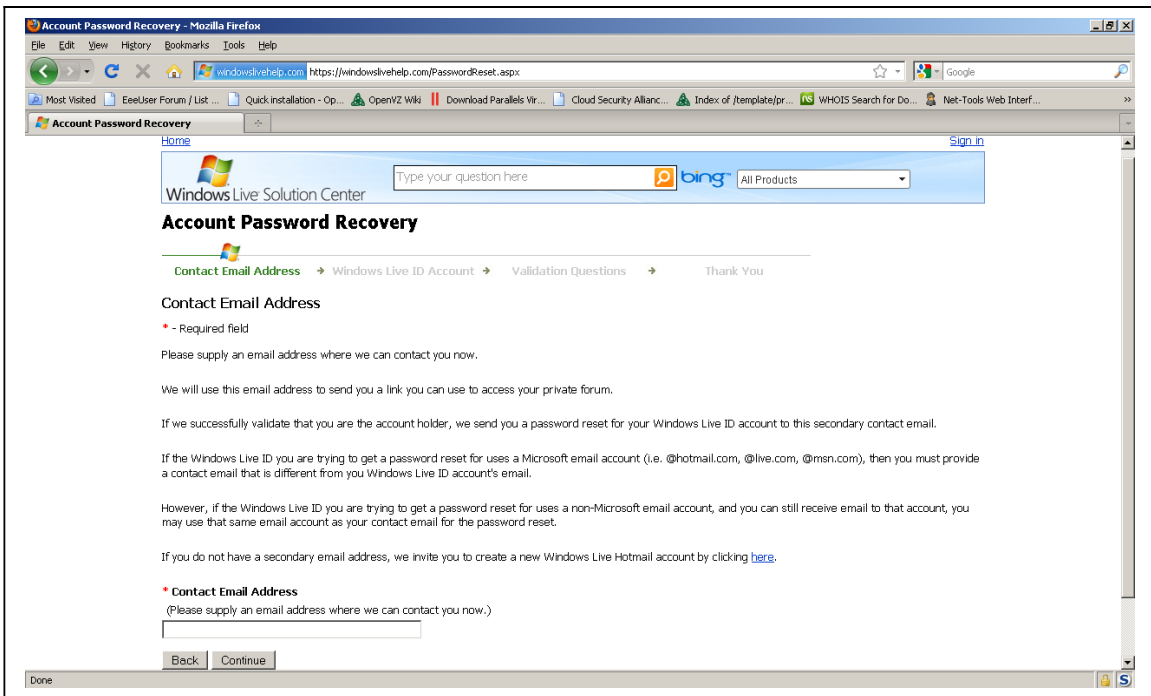 Account Password Recovery - Mozilla Firefox
File Edit View History Bookmarks Tools Help
windowslivehelp.com https://windowslivehelp.com/PasswordReset.aspx
Google
Most Visited EeeUser Forum / List ... Quick installation - Op... OpenVZ Wiki Download Parallels Vir... Cloud Security Allianc... Index of /template/pr... WHOIS Search for Do... Net-Tools Web Interf... »
Account Password Recovery
Home Sign in
Windows Live Solution Center
Type your question here
bing All Products
Account Password Recovery
Contact Email Address → Windows Live ID Account → Validation Questions → Thank You
Contact Email Address
* - Required field
Please supply an email address where we can contact you now.
We will use this email address to send you a link you can use to access your private forum.
If we successfully validate that you are the account holder, we send you a password reset for your Windows Live ID account to this secondary contact email.
If the Windows Live ID you are trying to get a password reset for uses a Microsoft email account (i.e. @hotmail.com, @live.com, @msn.com), then you must provide
a contact email that is different from you Windows Live ID account's email.
However, if the Windows Live ID you are trying to get a password reset for uses a non-Microsoft email account, and you can still receive email to that account, you
may use that same email account as your contact email for the password reset.
If you do not have a secondary email address, we invite you to create a new Windows Live Hotmail account by clicking here.
* Contact Email Address
(Please supply an email address where we can contact you now.)
Back Continue
Done S